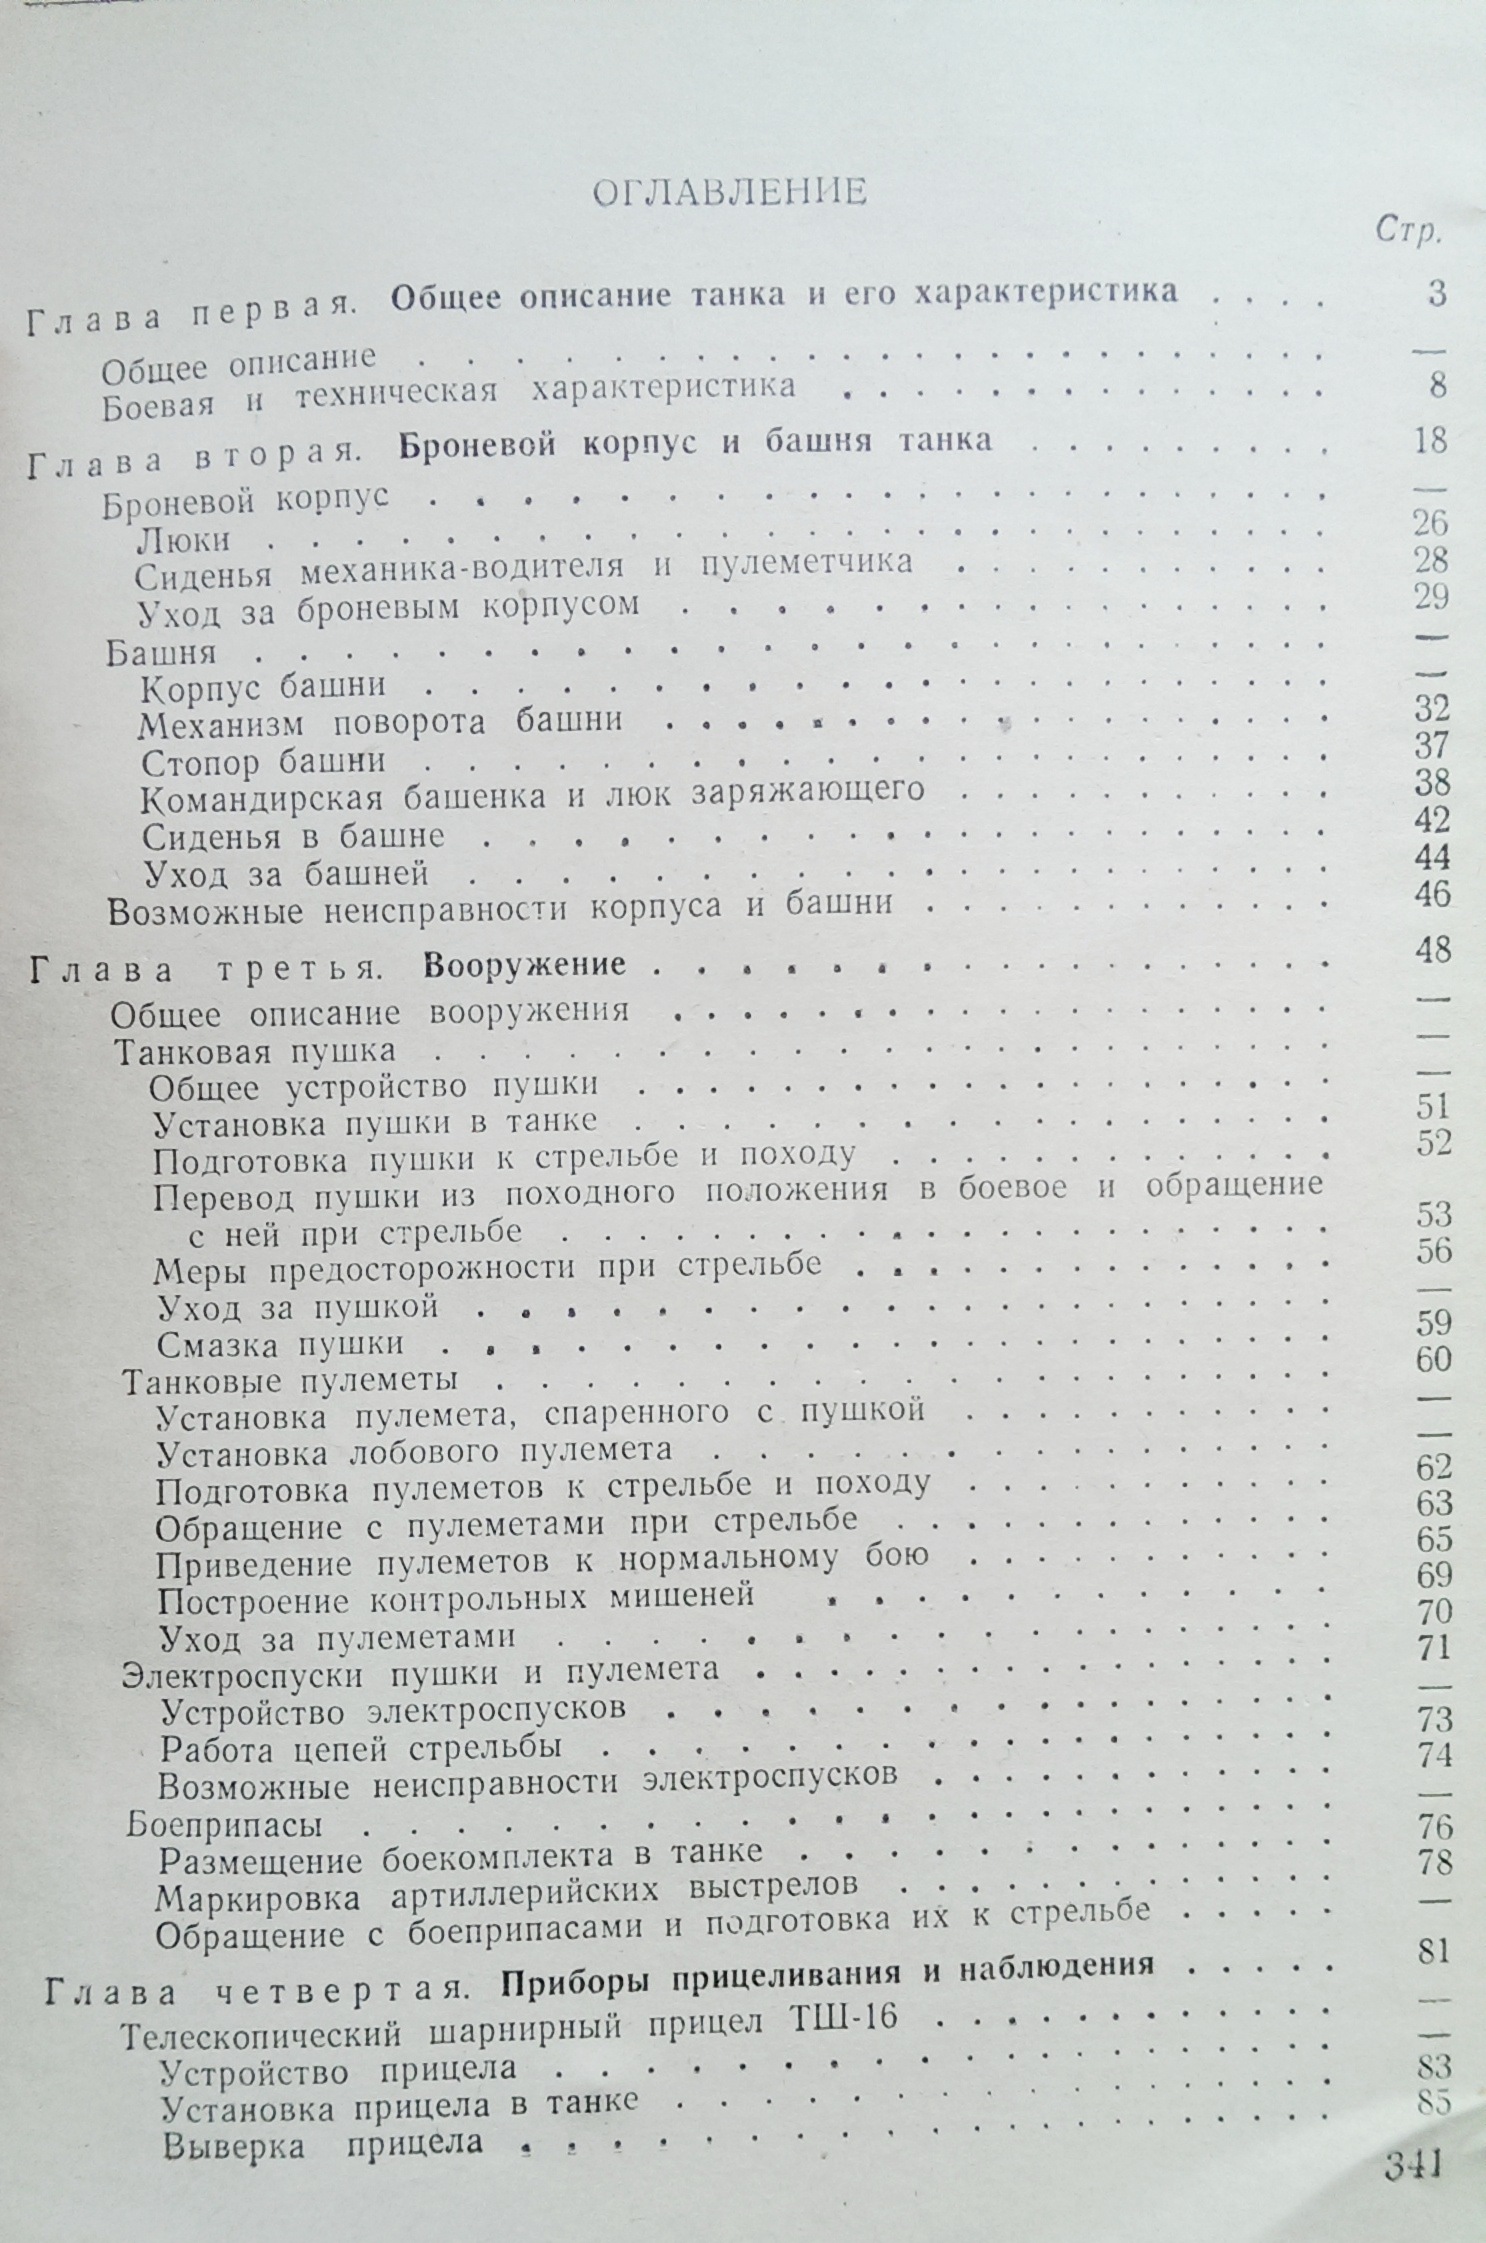 ОГЛАВЛЕНИЕ
Стр.
Глава первая. Общее описание танка и его характеристика . . . . 3
Общее описание . . . . . . . . . . . . . . . . . . . . —
Боевая и техническая характеристика . . . . . . . . . . . . 8
Глава вторая. Броневой корпус и башня танка . . . . . . . . . 18
Броневой корпус . . . . . . . . . . . . . . . . . . . . —
Люки . . . . . . . . . . . . . . . . . . . . . . . . 26
Сиденья механика-водителя и пулеметчика . . . . . . . . . . . 28
Уход за броневым корпусом . . . . . . . . . . . . . . . . 29
Башня . . . . . . . . . . . . . . . . . . . . . . . . —
Корпус башни . . . . . . . . . . . . . . . . . . . . —
Механизм поворота башни . . . . . . . . . . . . . . . . . 32
Стопор башни . . . . . . . . . . . . . . . . . . . . 37
Командирская башенка и люк заряжающего . . . . . . . . . . . 38
Сиденья в башне . . . . . . . . . . . . . . . . . . . 42
Уход за башней . . . . . . . . . . . . . . . . . . . 44
Возможные неисправности корпуса и башни . . . . . . . . . . . . 46
Глава третья. Вооружение . . . . . . . . . . . . . . . . 48
Общее описание вооружения . . . . . . . . . . . . . . . . —
Танковая пушка . . . . . . . . . . . . . . . . . . . . —
Общее устройство пушки . . . . . . . . . . . . . . . . . —
Установка пушки в танке . . . . . . . . . . . . . . . . 51
Подготовка пушки к стрельбе и походу . . . . . . . . . . . . . 52
Перевод пушки из походного положения в боевое и обращение
с ней при стрельбе . . . . . . . . . . . . . . . . . 53
Меры предосторожности при стрельбе . . . . . . . . . . . . . 56
Уход за пушкой . . . . . . . . . . . . . . . . . . . —
Смазка пушки . . . . . . . . . . . . . . . . . . . . 59
Танковые пулеметы . . . . . . . . . . . . . . . . . . . 60
Установка пулемета, спаренного с пушкой . . . . . . . . . . . —
Установка лобового пулемета . . . . . . . . . . . . . . . —
Подготовка пулеметов к стрельбе и походу . . . . . . . . . . . 62
Обращение с пулеметами при стрельбе . . . . . . . . . . . . . 63
Приведение пулеметов к нормальному бою . . . . . . . . . . . 65
Построение контрольных мишеней . . . . . . . . . . . . 69
Уход за пулеметами . . . . . . . . . . . . . . . . . 70
Электроспуски пушки и пулемета . . . . . . . . . . . . . . . . 71
Устройство электроспусков . . . . . . . . . . . . . . . . —
Работа цепей стрельбы . . . . . . . . . . . . . . . . . 73
Возможные неисправности электроспусков . . . . . . . . . . . . 74
Боеприпасы . . . . . . . . . . . . . . . . . . . . . —
Размещение боекомплекта в танке . . . . . . . . . . . . . 76
Маркировка артиллерийских выстрелов . . . . . . . . . . . . . 78
Обращение с боеприпасами и подготовка их к стрельбе . . . . . —
Глава четвертая. Приборы прицеливания и наблюдения . . . . . 81
Телескопический шарнирный прицел ТШ-16 . . . . . . . . . . . . —
Устройство прицела . . . . . . . . . . . . . . . . . —
Установка прицела в танке . . . . . . . . . . . . . . . . 83
Выверка прицела . . . . . . . . . . . . . . . . . . 85
341